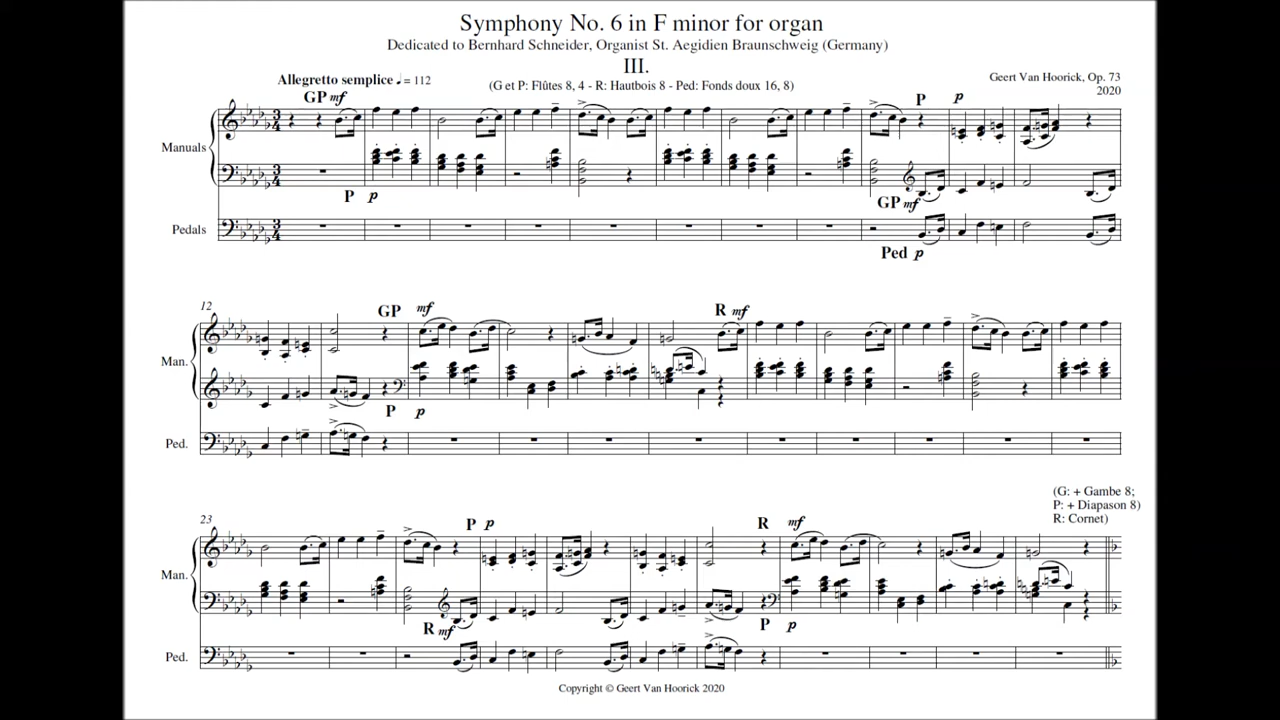 Symphony No. 6 in F minor for organ
Dedicated to Bernhard Schneider, Organist St. Aegidien Braunschweig (Germany)
III.
Allegretto semplice ♩ = 112
(G et P: Flûtes 8, 4 - R: Hautbois 8 - Ped: Fonds doux 16, 8)
Geert Van Hoorick, Op. 73
2020
GP mf P p
Manuals
P p GP mf
Pedals
Ped p
12
GP mf R mf
Man.
P p
Ped.
(G: + Gambe 8;
P: + Diapason 8)
R: Cornet)
23
P p R mf
Man.
R mf P p
Ped.
Copyright © Geert Van Hoorick 2020